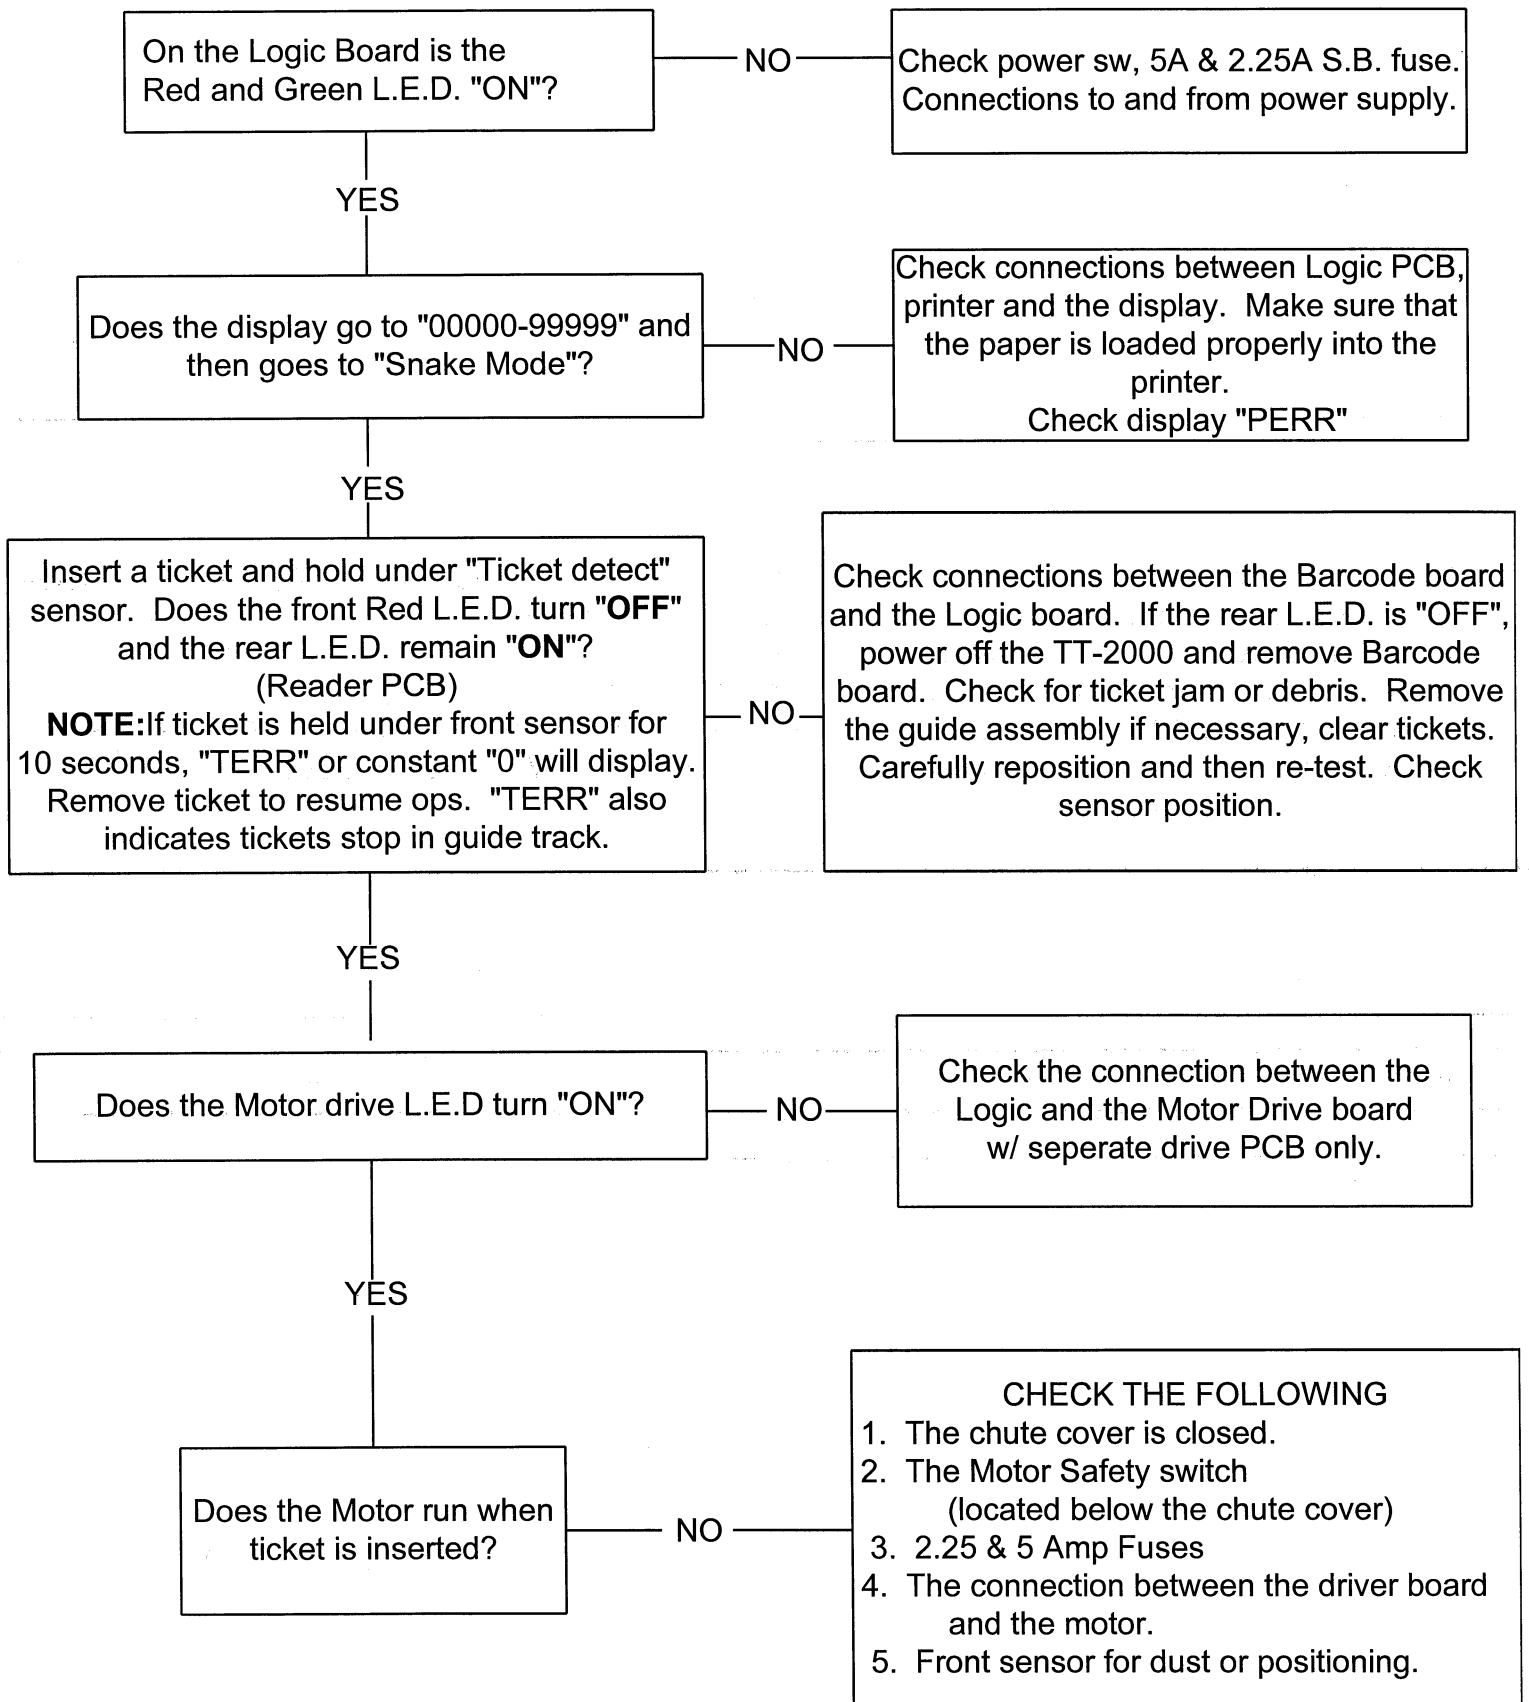 On the Logic Board is the
Red and Green L.E.D. "ON"?
NO
Check power sw, 5A & 2.25A S.B. fuse.
Connections to and from power supply.
YES
Does the display go to "00000-99999" and
then goes to "Snake Mode"?
NO
Check connections between Logic PCB,
printer and the display. Make sure that
the paper is loaded properly into the
printer.
Check display "PERR"
YES
Insert a ticket and hold under "Ticket detect"
sensor. Does the front Red L.E.D. turn "OFF"
and the rear L.E.D. remain "ON"?
(Reader PCB)
NOTE:If ticket is held under front sensor for
10 seconds, "TERR" or constant "0" will display.
Remove ticket to resume ops. "TERR" also
indicates tickets stop in guide track.
NO
Check connections between the Barcode board
and the Logic board. If the rear L.E.D. is "OFF",
power off the TT-2000 and remove Barcode
board. Check for ticket jam or debris. Remove
the guide assembly if necessary, clear tickets.
Carefully reposition and then re-test. Check
sensor position.
YES
Does the Motor drive L.E.D turn "ON"?
NO
Check the connection between the
Logic and the Motor Drive board
w/ seperate drive PCB only.
YES
Does the Motor run when
ticket is inserted?
NO
CHECK THE FOLLOWING
1. The chute cover is closed.
2. The Motor Safety switch
(located below the chute cover)
3. 2.25 & 5 Amp Fuses
4. The connection between the driver board
and the motor.
5. Front sensor for dust or positioning.